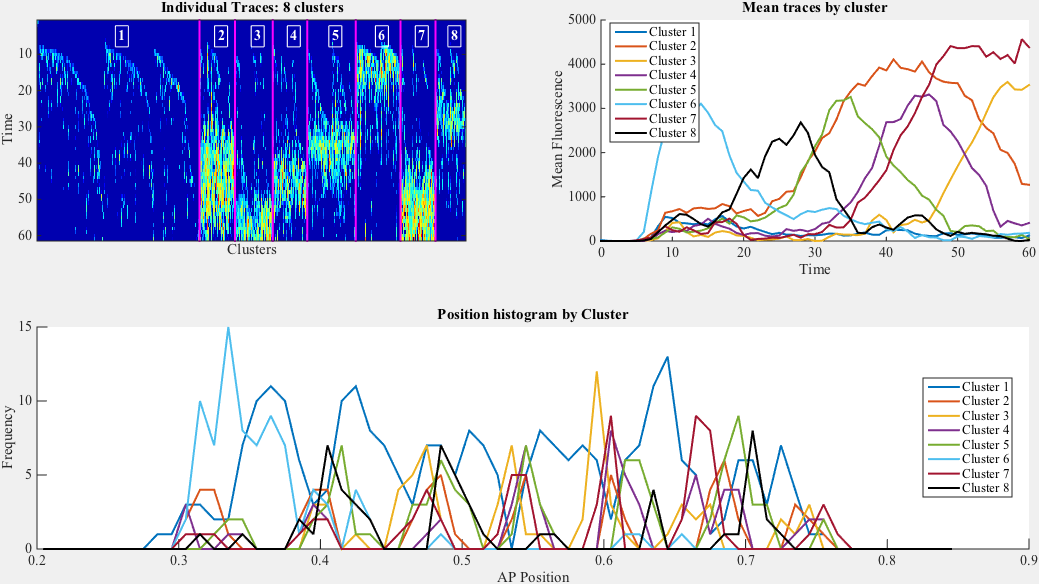 Individual Traces: 8 clusters
1 2 3 4 5 6 7 8
10
20
30
40
50
60
Time
Clusters
Mean traces by cluster
5000
4000
3000
2000
1000
0
Mean Fluorescence
Cluster 1
Cluster 2
Cluster 3
Cluster 4
Cluster 5
Cluster 6
Cluster 7
Cluster 8
0 10 20 30 40 50 60
Time
Position histogram by Cluster
15
10
5
0
Frequency
Cluster 1
Cluster 2
Cluster 3
Cluster 4
Cluster 5
Cluster 6
Cluster 7
Cluster 8
0.2 0.3 0.4 0.5 0.6 0.7 0.8 0.9
AP Position